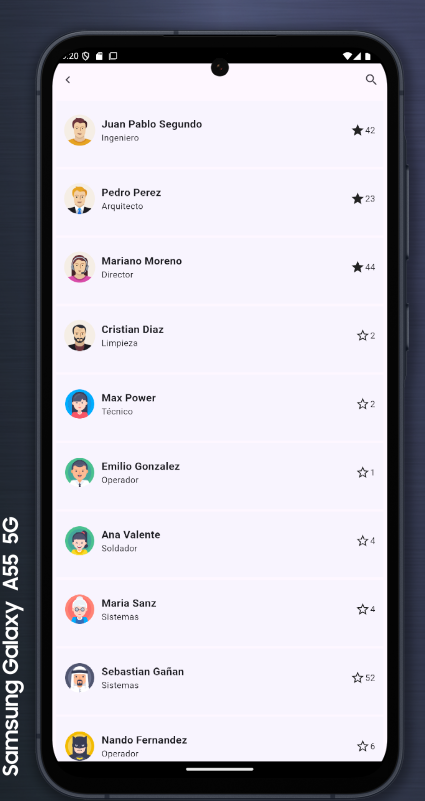 Juan Pablo Segundo
Ingeniero
42
Pedro Perez
Arquitecto
23
Mariano Moreno
Director
44
Cristian Diaz
Limpieza
2
Max Power
Técnico
2
Emilio Gonzalez
Operador
1
Ana Valente
Soldador
4
Maria Sanz
Sistemas
4
Sebastian Gañan
Sistemas
52
Nando Fernandez
Operador
6
Samsung Galaxy A55 5G